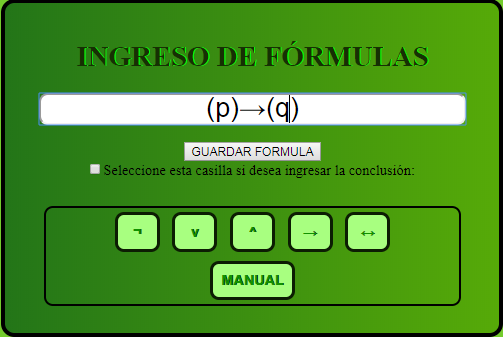 INGRESO DE FÓRMULAS
(p)→(q)
GUARDAR FORMULA
Seleccione esta casilla si desea ingresar la conclusión:
¬ v ^ → ↔
MANUAL